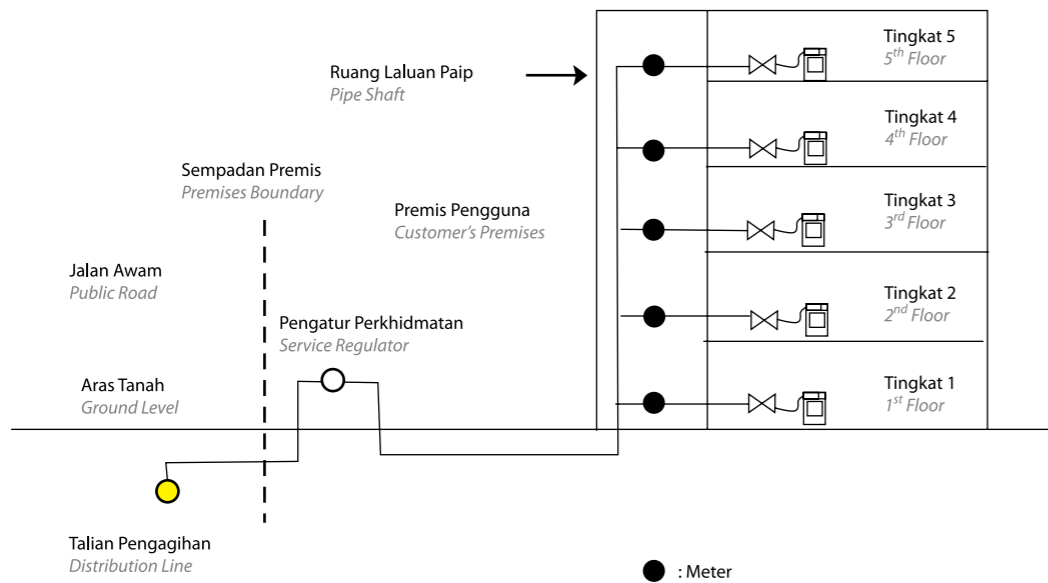 Tingkat 5
5th Floor
Ruang Laluan Paip
Pipe Shaft
Tingkat 4
4th Floor
Sempadan Premis
Premises Boundary
Premis Pengguna
Customer's Premises
Tingkat 3
3rd Floor
Jalan Awam
Public Road
Tingkat 2
2nd Floor
Pengatur Perkhidmatan
Service Regulator
Aras Tanah
Ground Level
Tingkat 1
1st Floor
Talian Pengagihan
Distribution Line
: Meter